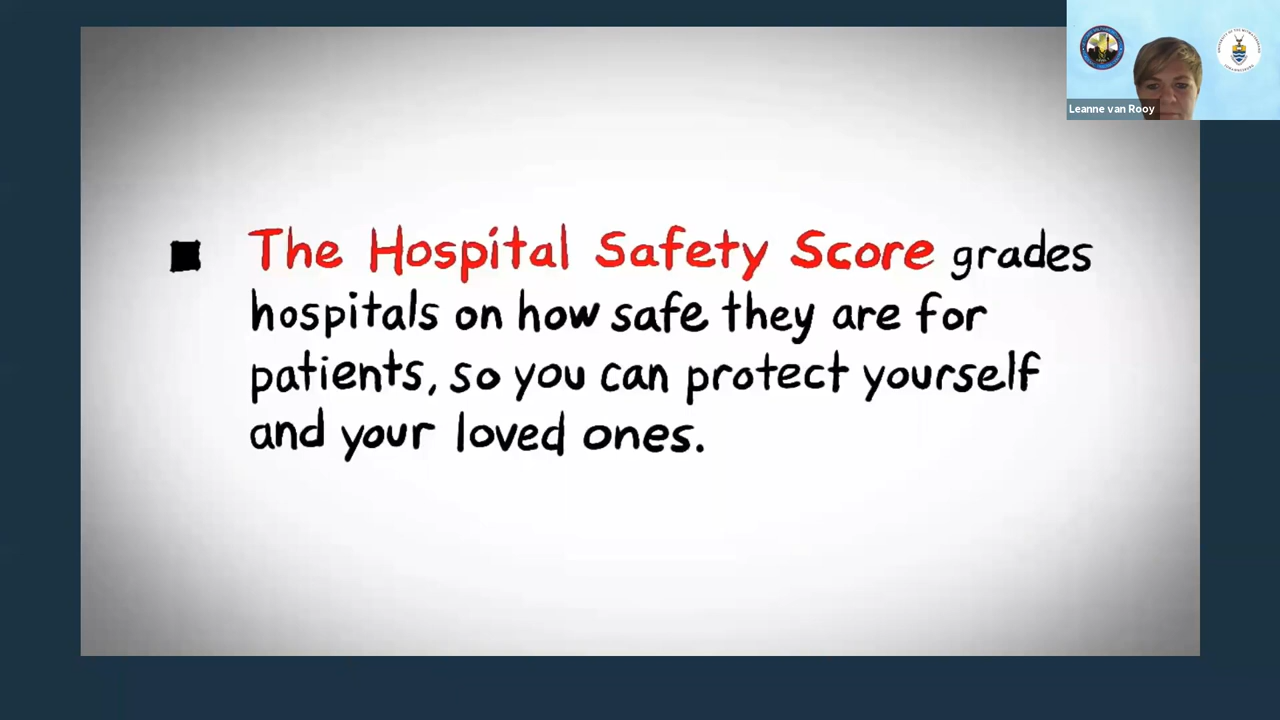 Leanne van Rooy
The Hospital Safety Score grades
hospitals on how safe they are for
patients, so you can protect yourself
and your loved ones.